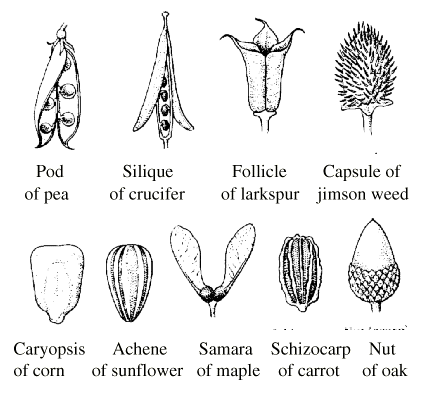 Pod Silique Follicle Capsule of
of pea of crucifer of larkspur jimson weed
Caryopsis Achene Samara Schizocarp Nut
of corn of sunflower of maple of carrot of oak